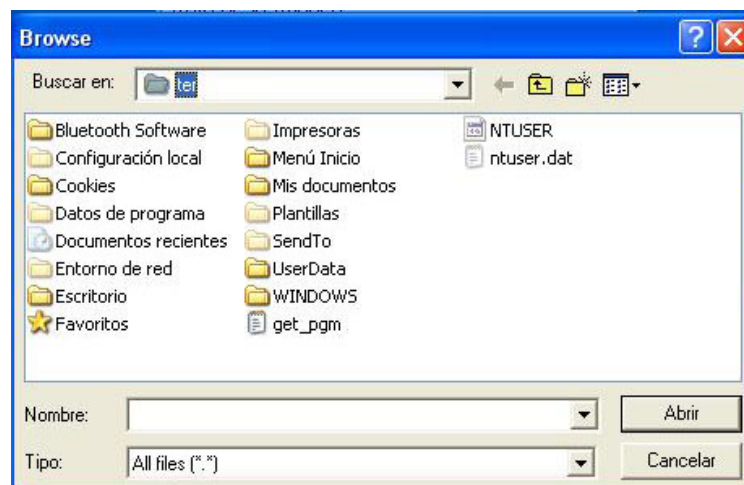 Browse
Buscar en: ter
Bluetooth Software
Configuración local
Cookies
Datos de programa
Documentos recientes
Entorno de red
Escritorio
Favoritos
Impresoras
Menú Inicio
Mis documentos
Plantillas
SendTo
UserData
WINDOWS
get_pgm
NTUSER
ntuser.dat
Nombre:
Abrir
Tipo: All files (*.*)
Cancelar